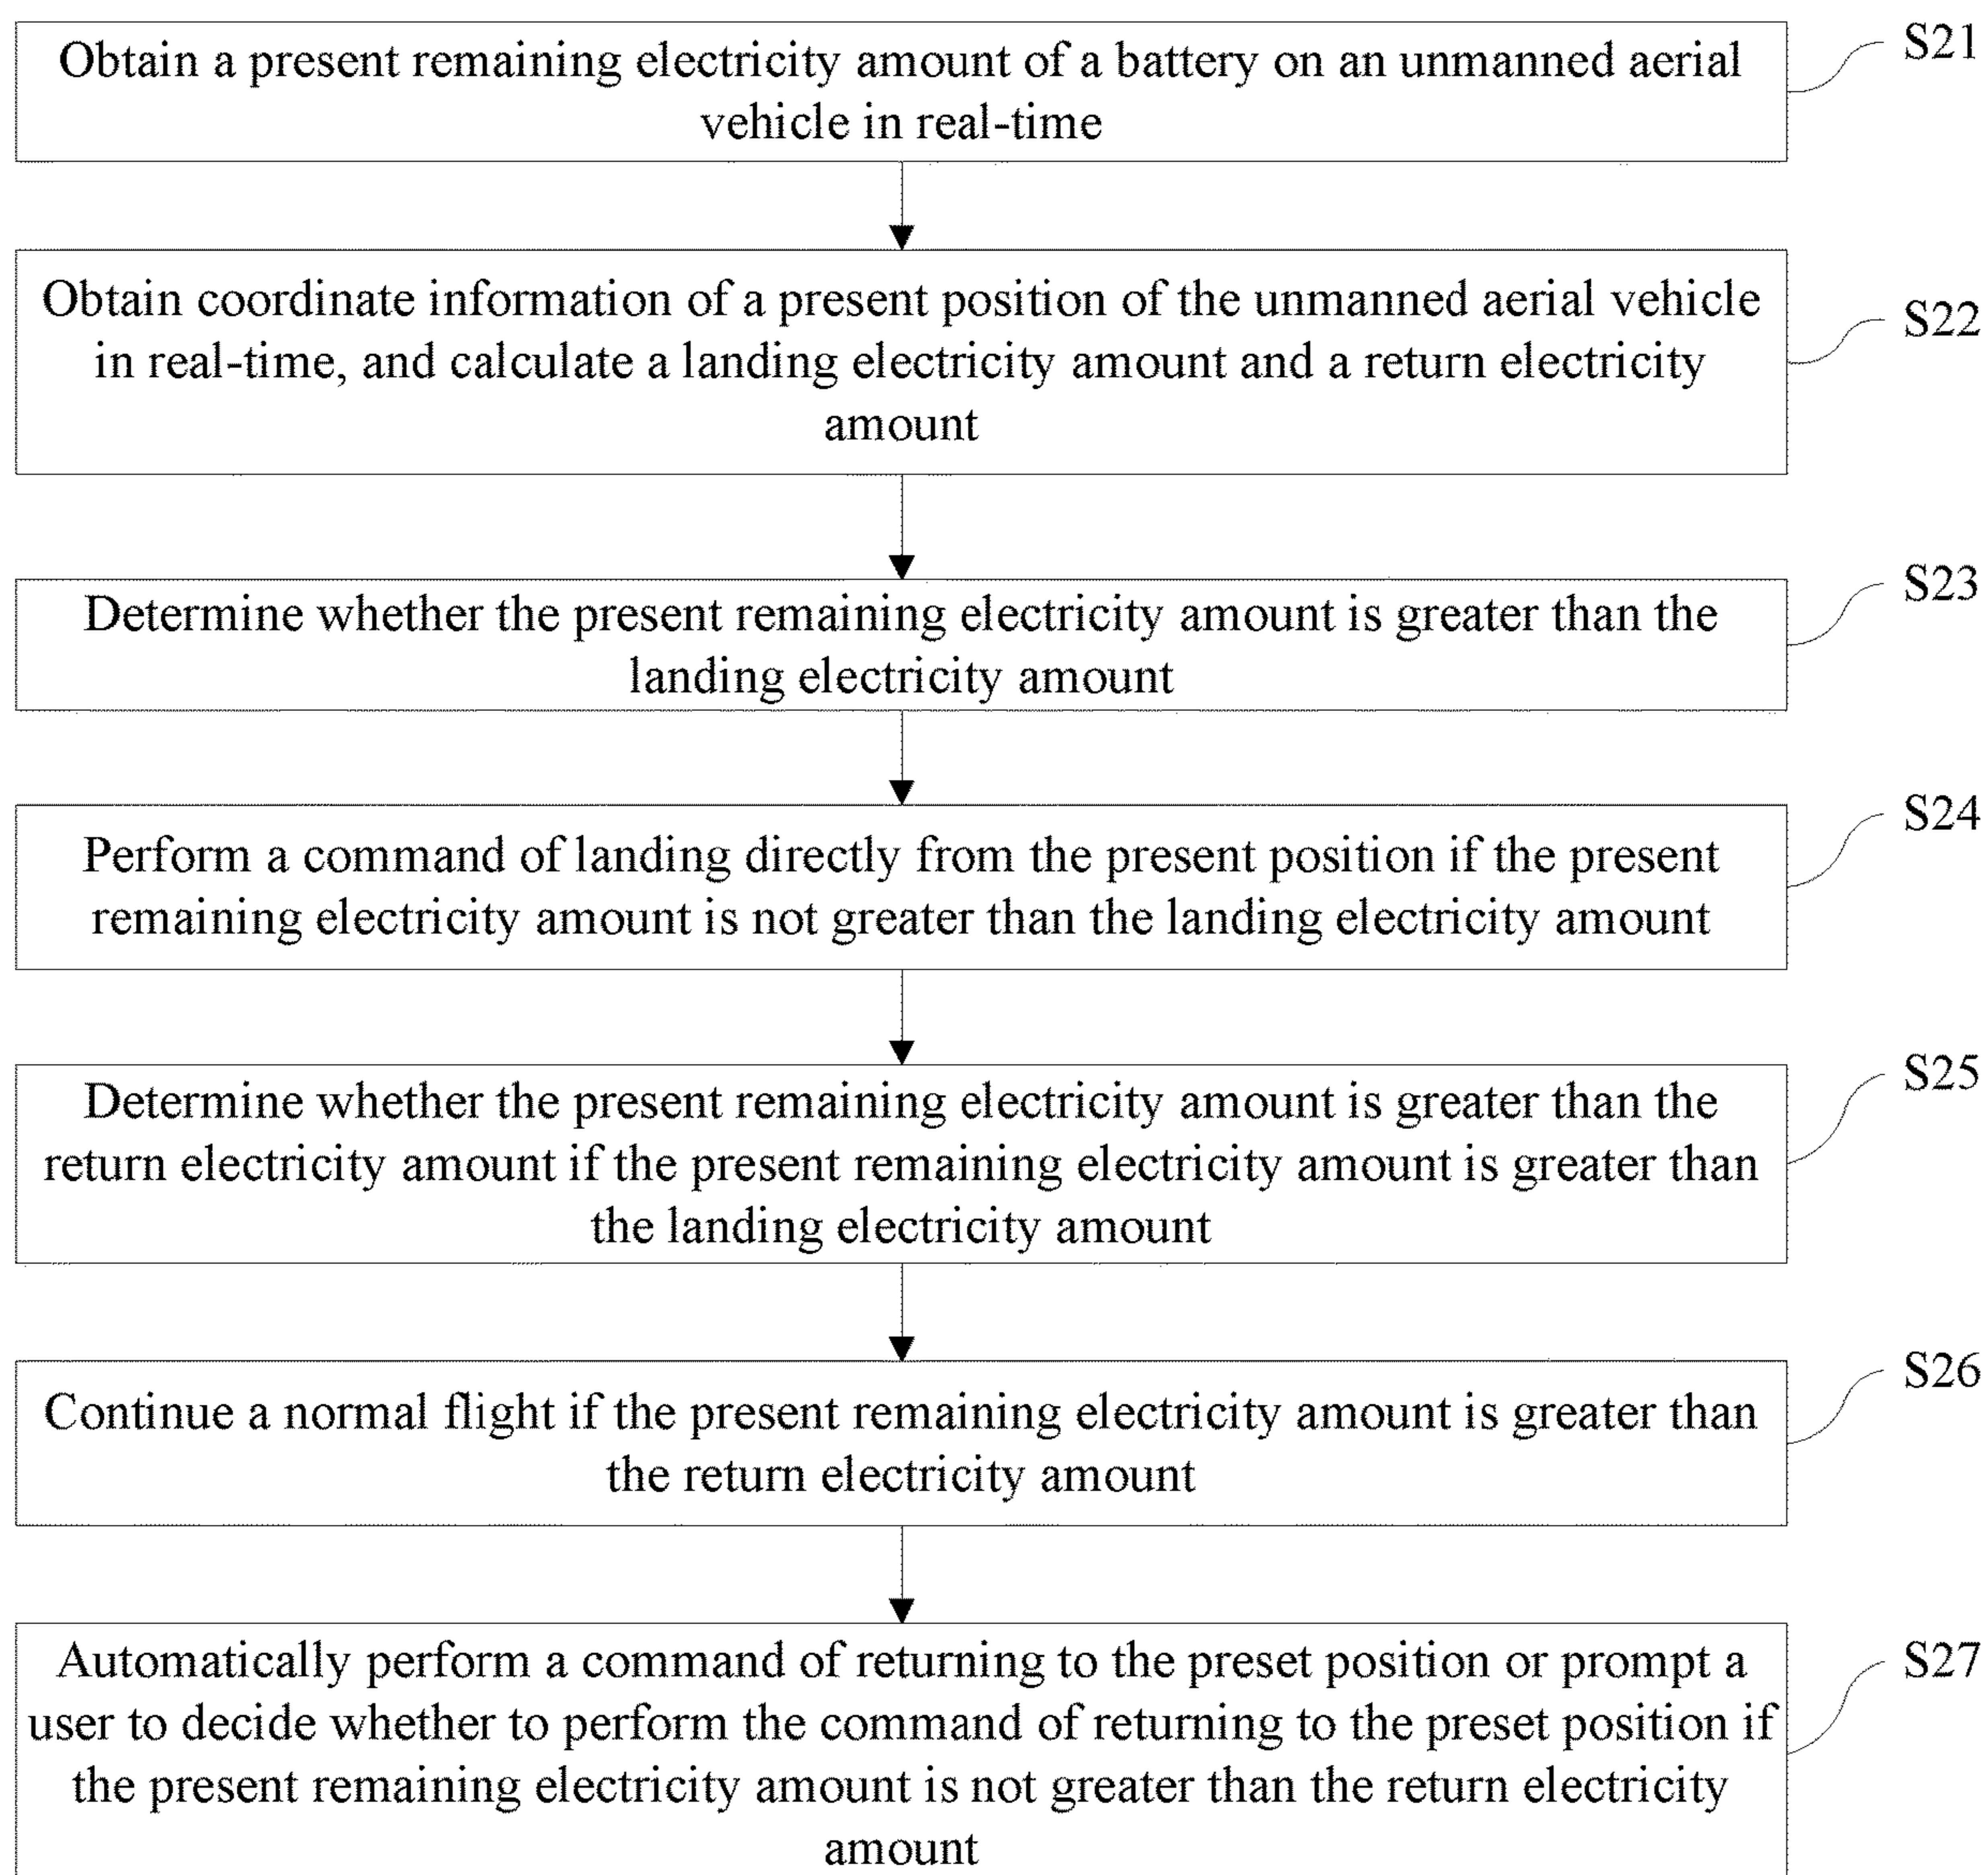 Obtain a present remaining electricity amount of a battery on an unmanned aerial
vehicle in real-time
S21
Obtain coordinate information of a present position of the unmanned aerial vehicle
in real-time, and calculate a landing electricity amount and a return electricity
amount
S22
Determine whether the present remaining electricity amount is greater than the
landing electricity amount
S23
Perform a command of landing directly from the present position if the present
remaining electricity amount is not greater than the landing electricity amount
S24
Determine whether the present remaining electricity amount is greater than the
return electricity amount if the present remaining electricity amount is greater than
the landing electricity amount
S25
Continue a normal flight if the present remaining electricity amount is greater than
the return electricity amount
S26
Automatically perform a command of returning to the preset position or prompt a
user to decide whether to perform the command of returning to the preset position if
the present remaining electricity amount is not greater than the return electricity
amount
S27